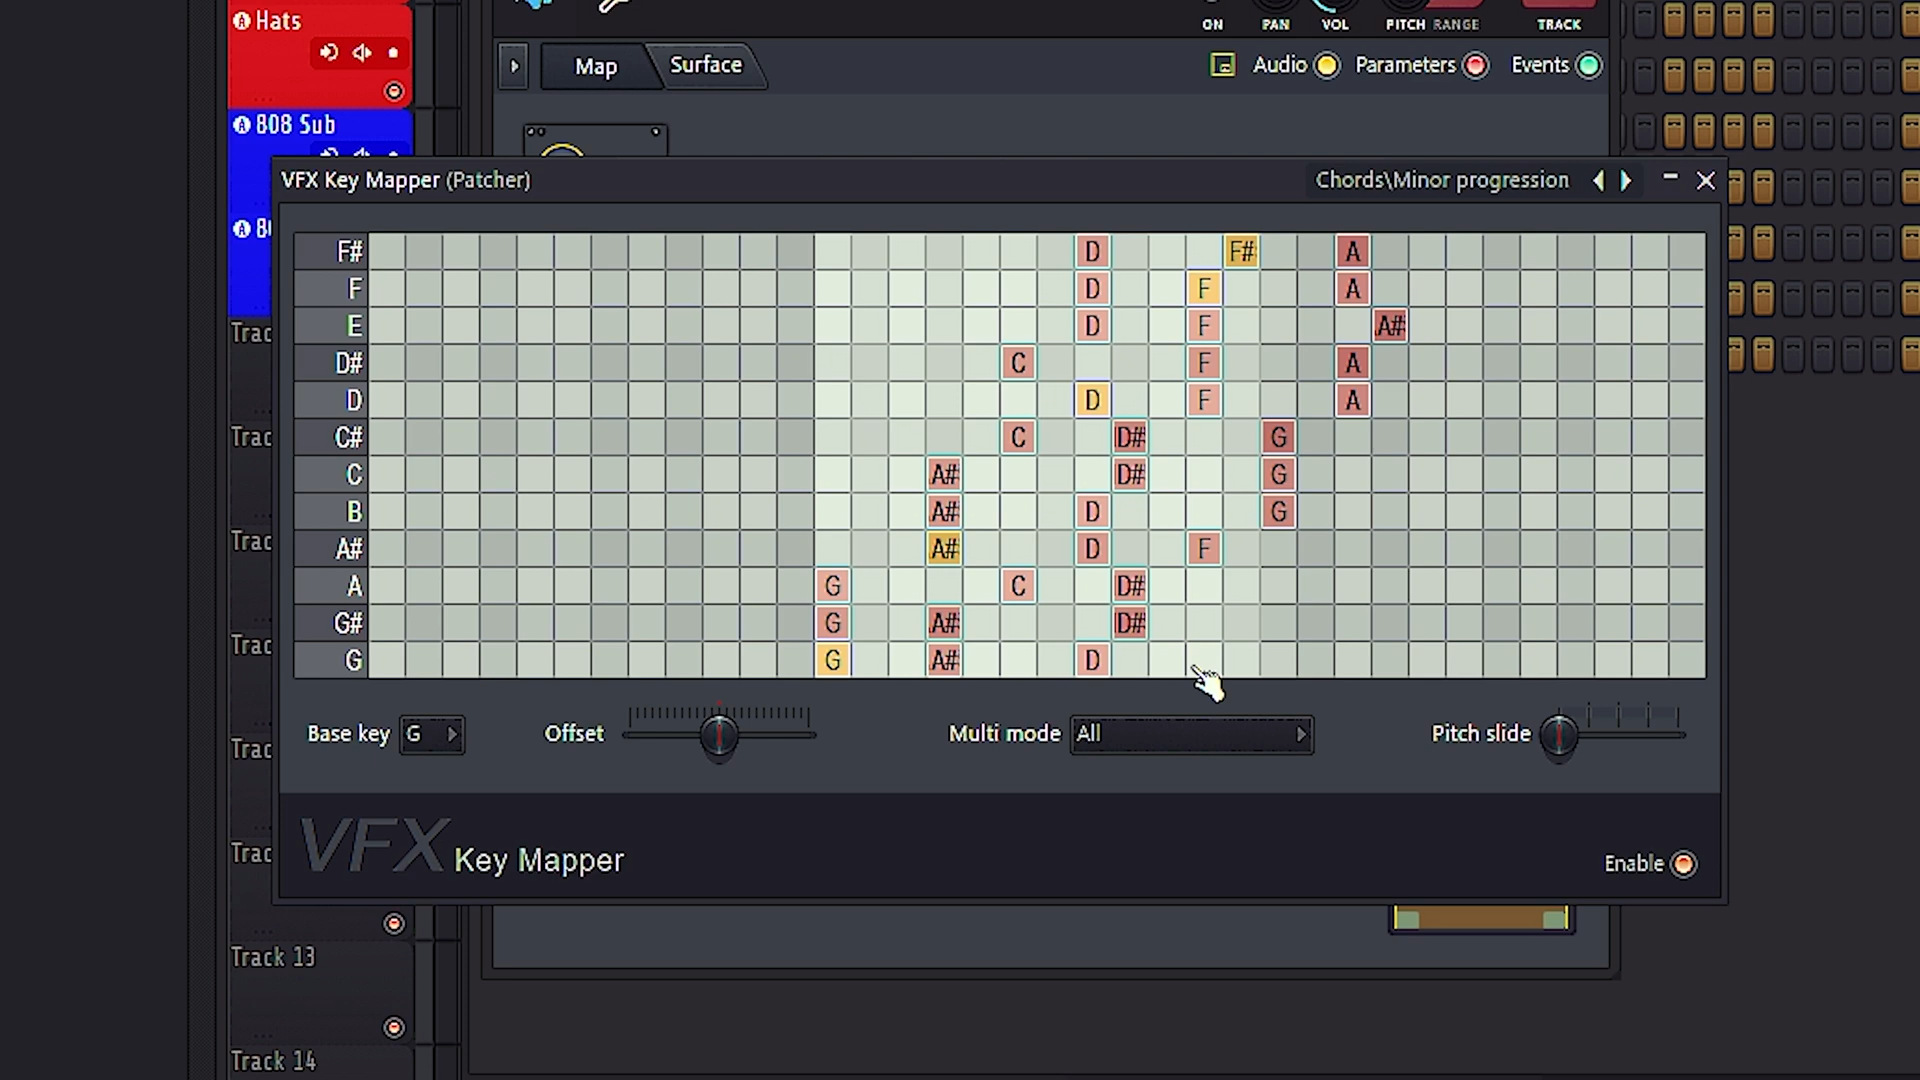 Hats
808 Sub
Trac
Trac
Trac
Trac
Trac
Trac
Track 13
Track 14
ON PAN VOL PITCH RANGE TRACK
Map Surface Audio Parameters Events
VFX Key Mapper (Patcher) Chords\Minor progression
F# D F# A
F D F A
E D F A#
D# C F A
D D F A
C# C D# G
C A# D# G
B A# D G
A# A# D F
A G C D#
G# G A# D#
G G A# D
Base key G Offset Multi mode All Pitch slide
VFX Key Mapper Enable